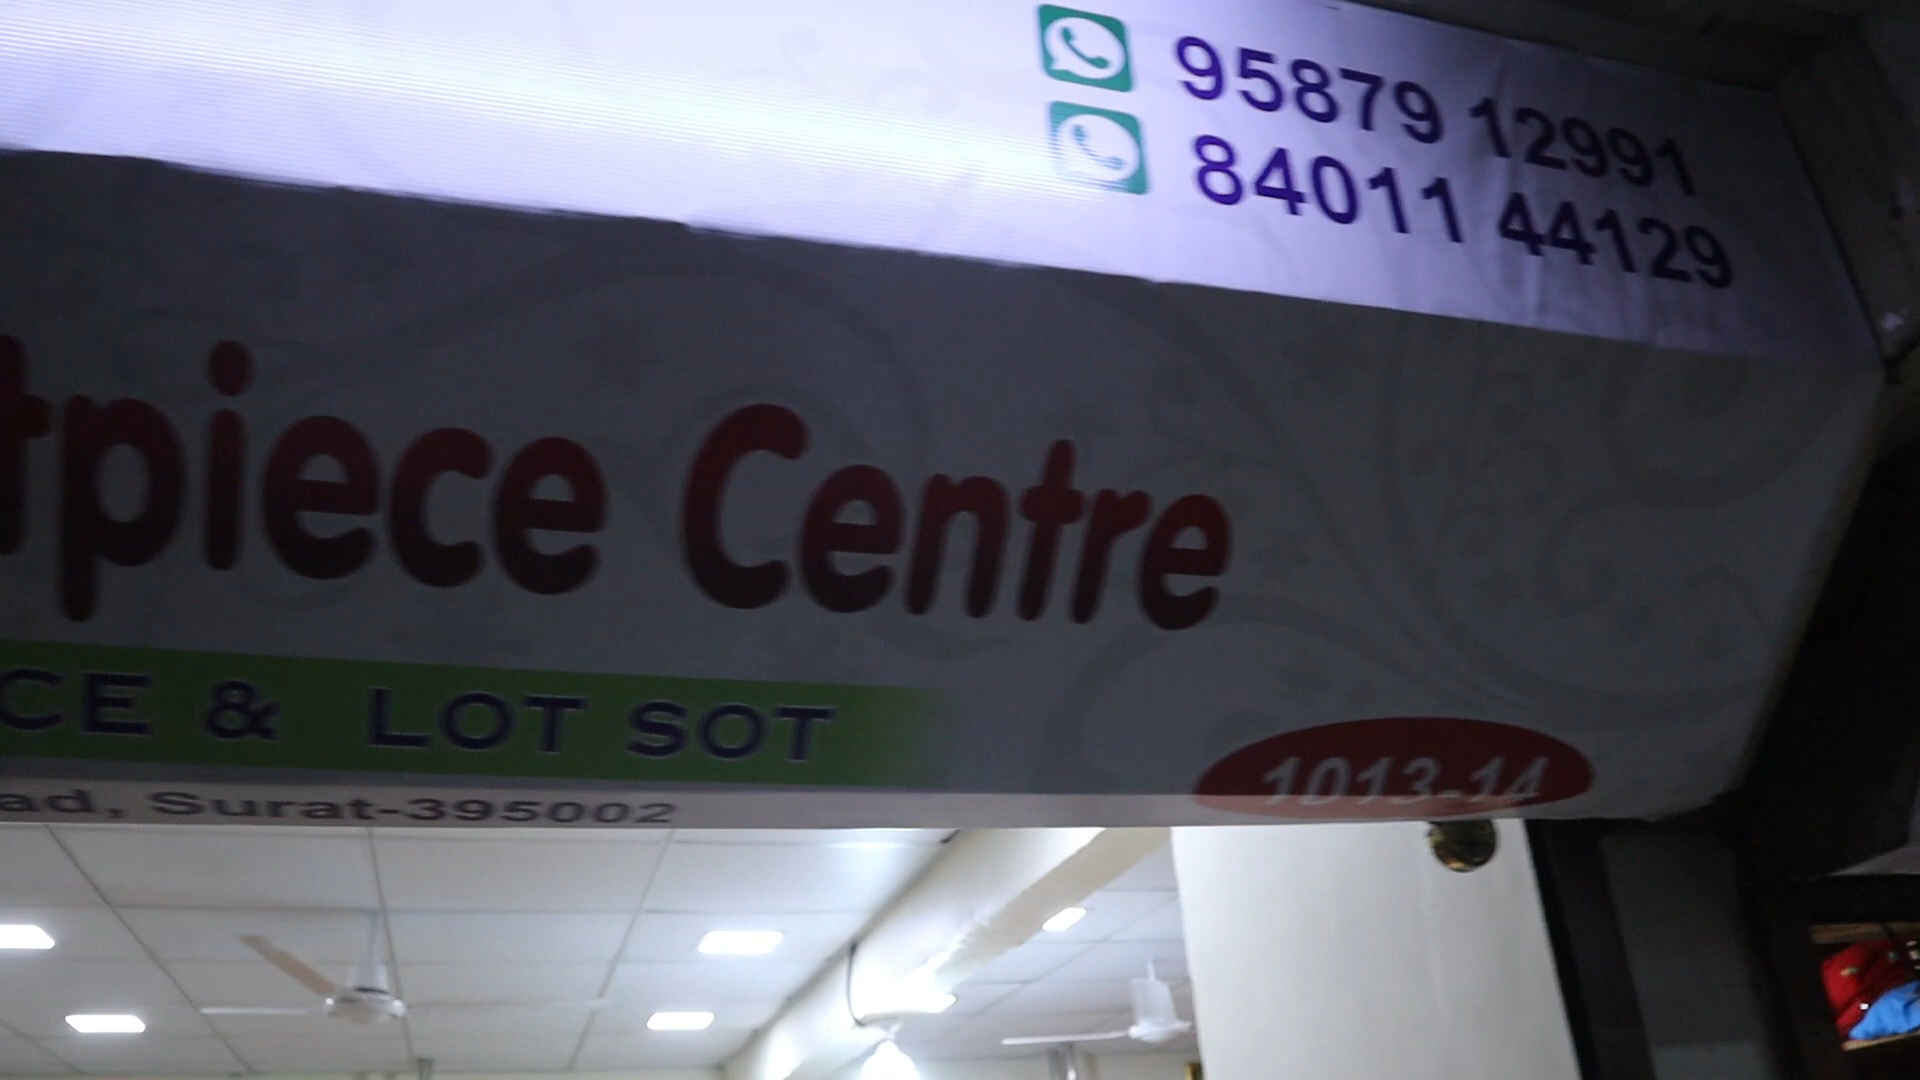 95879 12991
84011 44129
tpiece Centre
CE & LOT SOT
1013-14
ad, Surat-395002